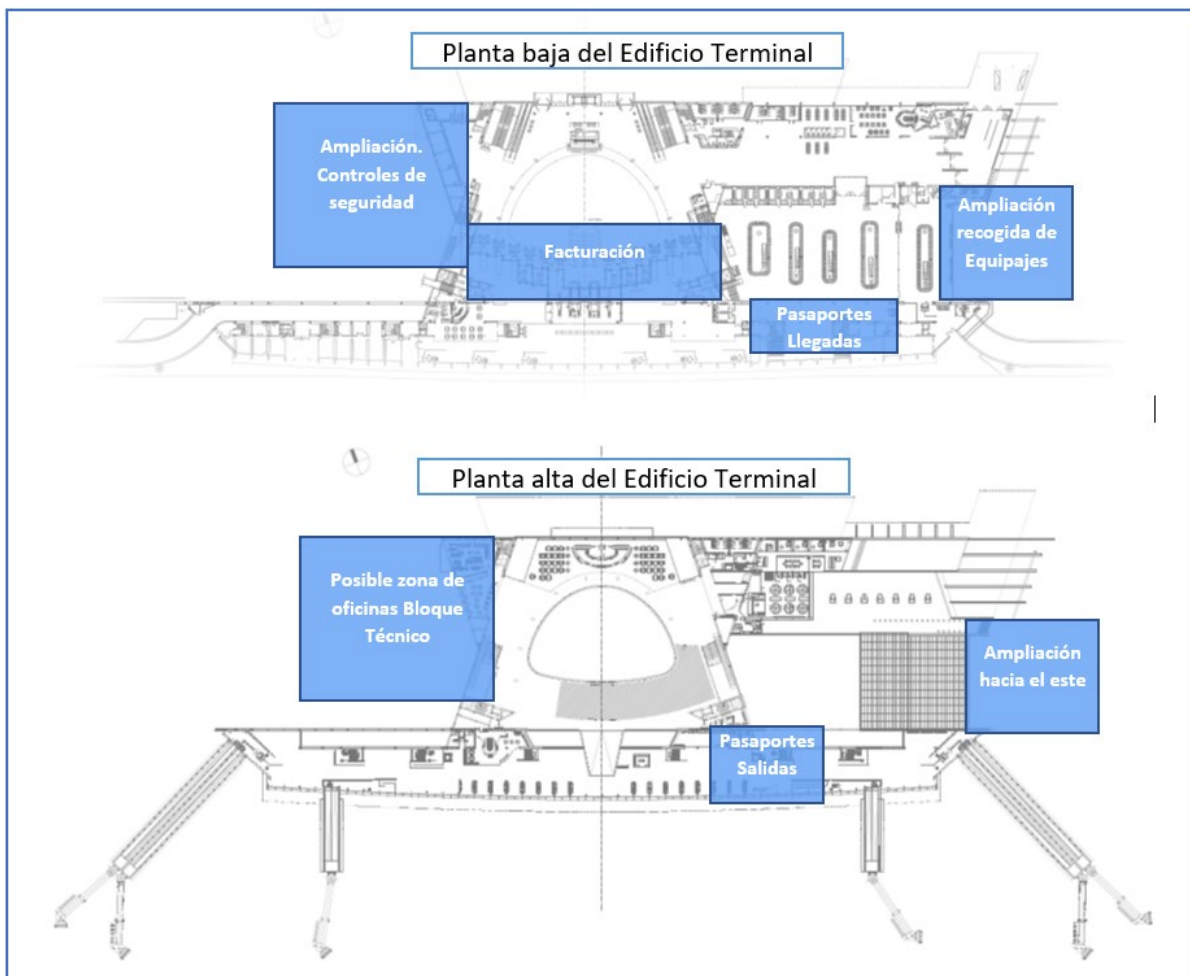 Planta baja del Edificio Terminal
Ampliación.
Controles de
seguridad
Facturación
Ampliación
recogida de
Equipajes
Pasaportes
Llegadas
Planta alta del Edificio Terminal
Posible zona de
oficinas Bloque
Técnico
Ampliación
hacia el este
Pasaportes
Salidas